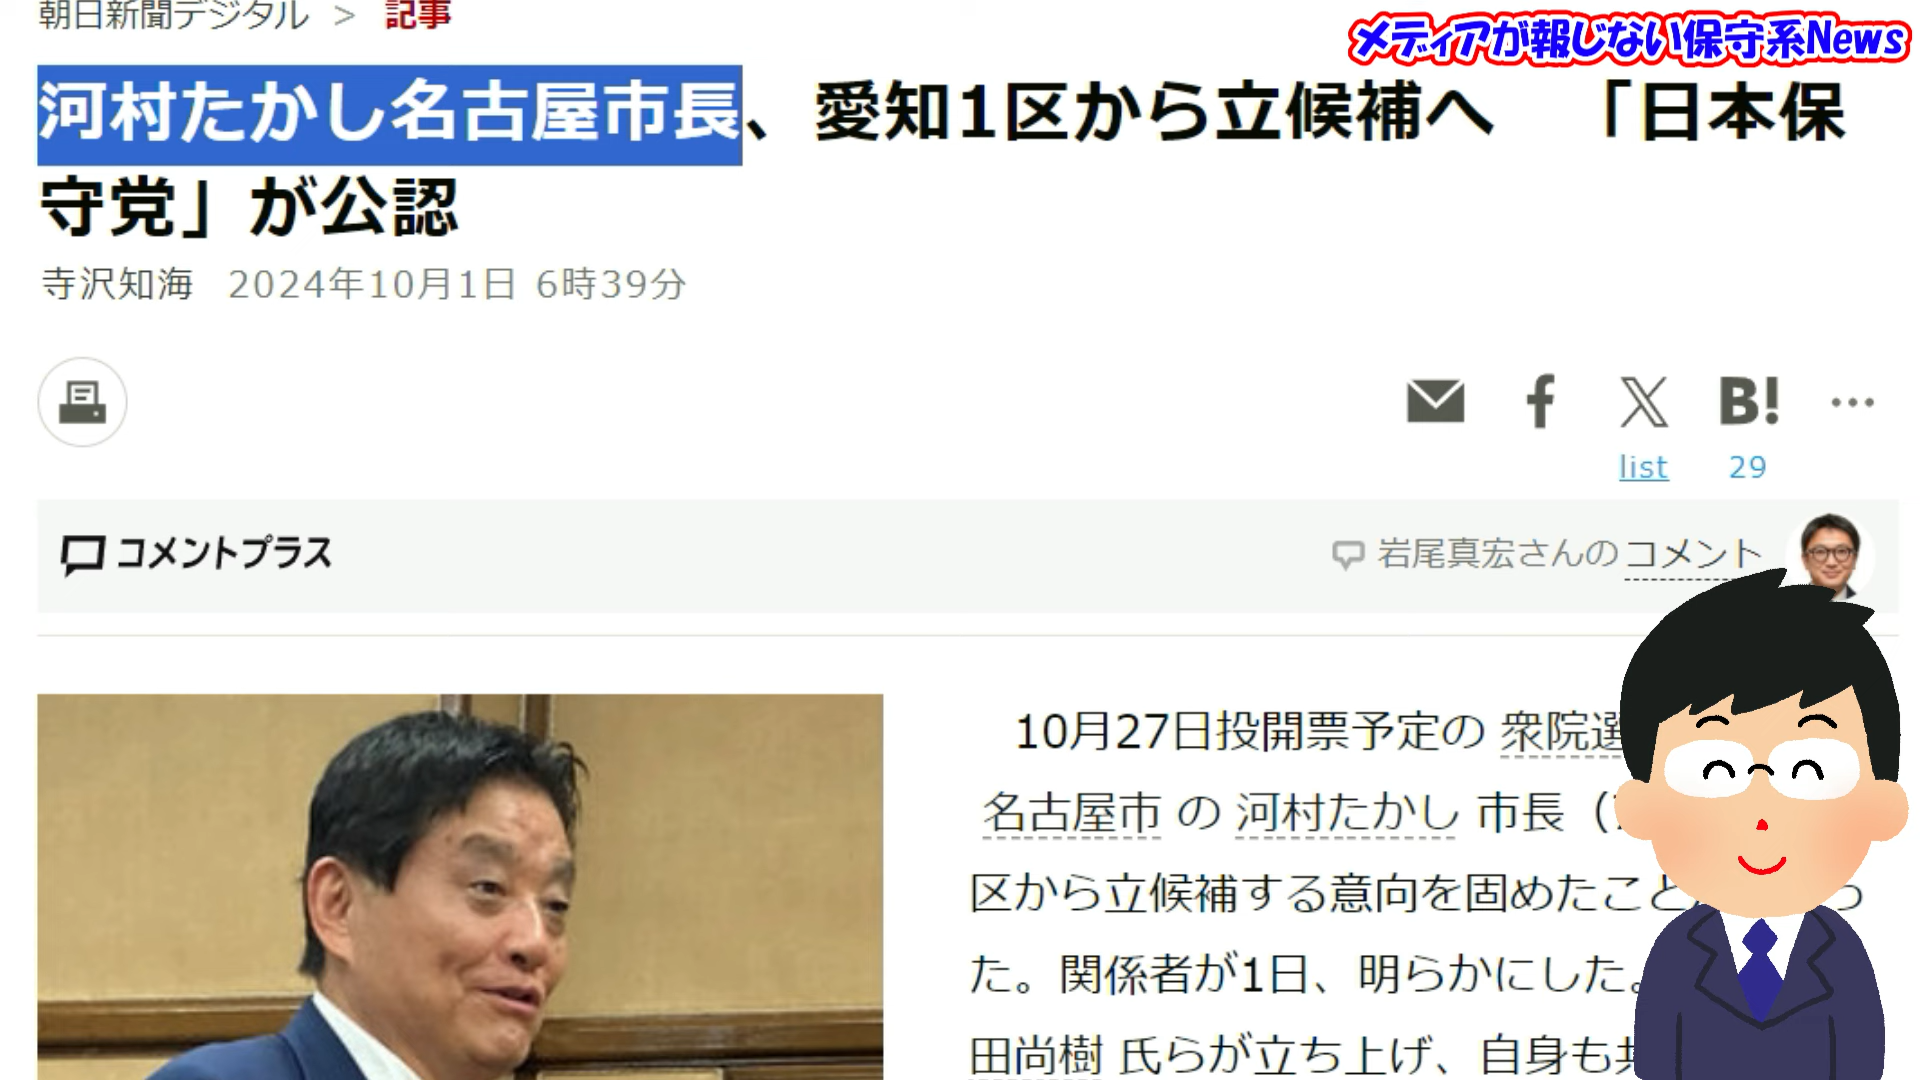 朝日新聞デジタル > 記事
メディアが報じない保守系News
河村たかし名古屋市長、愛知1区から立候補へ 「日本保
守党」が公認
寺沢知海 2024年10月1日 6時39分
B!
list 29
コメントプラス
岩尾真宏さんのコメント
10月27日投開票予定の 衆院選
名古屋市 の 河村たかし 市長（
区から立候補する意向を固めたこと
た。関係者が1日、明らかにした。
田尚樹 氏らが立ち上げ、自身も